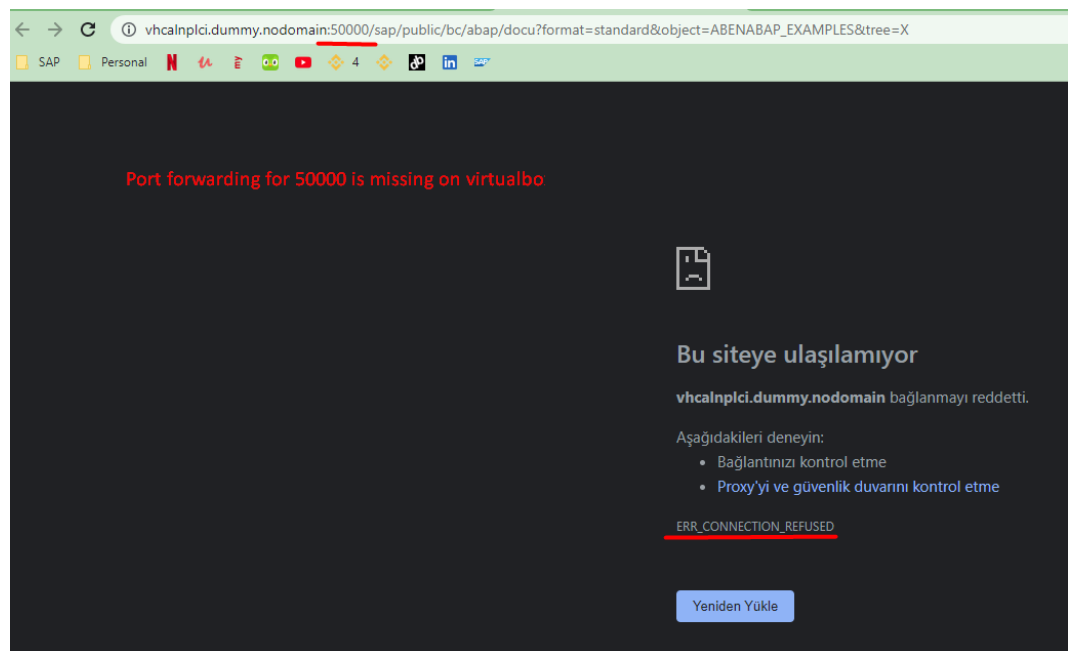 vhcalnplci.dummy.nodomain:50000/sap/public/bc/abap/docu?format=standard&object=ABENABAP_EXAMPLES&tree=X
SAP Personal 4
Port forwarding for 50000 is missing on virtualbo
Bu siteye ulaşılamıyor
vhcalnplci.dummy.nodomain bağlanmayı reddetti.
Aşağıdakileri deneyin:
• Bağlantınızı kontrol etme
• Proxy'yi ve güvenlik duvarını kontrol etme
ERR_CONNECTION_REFUSED
Yeniden Yükle